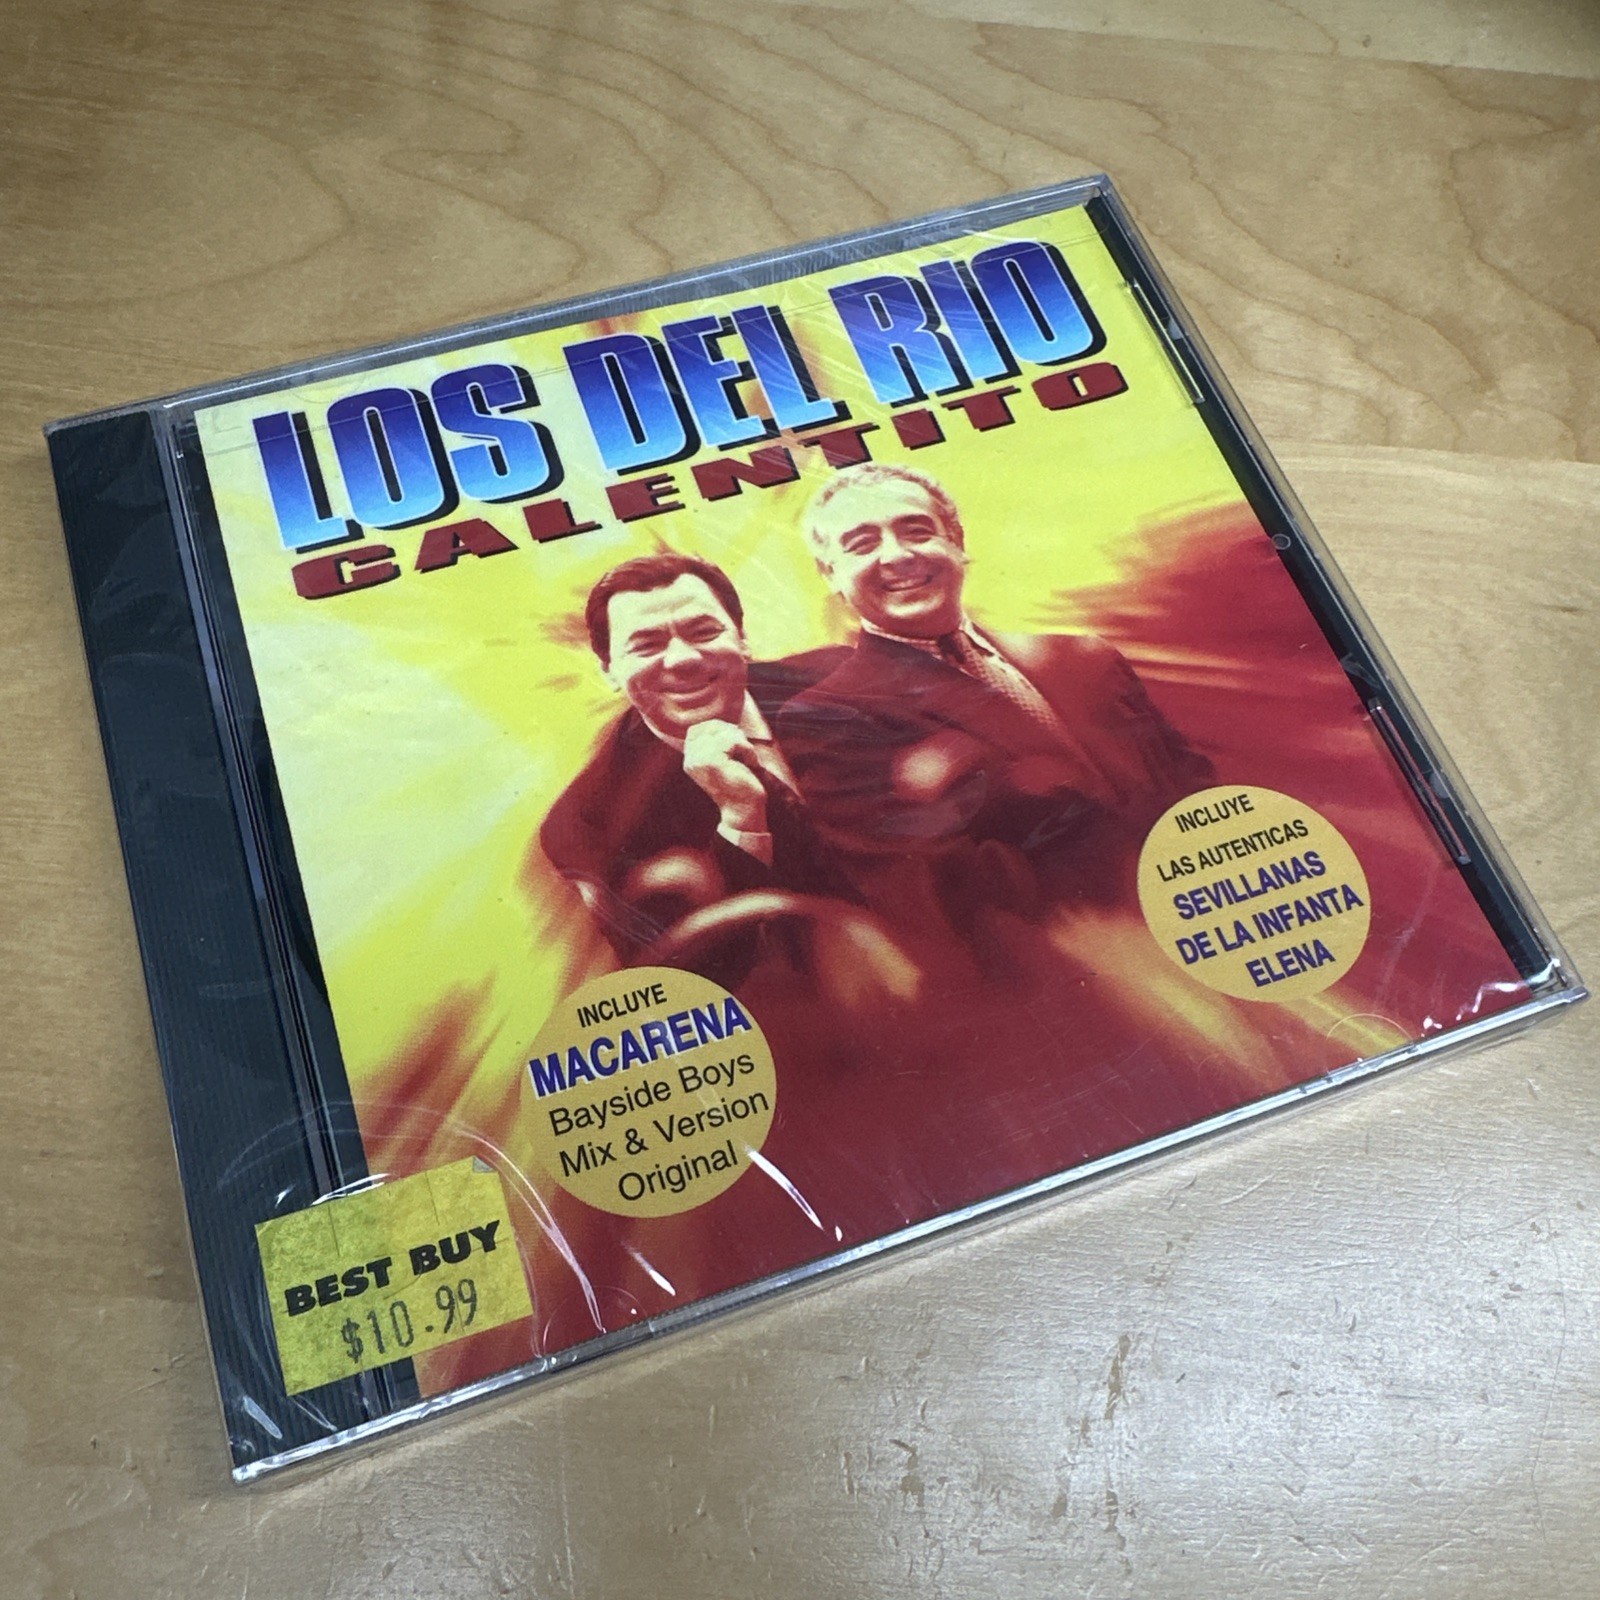 LOS DEL RIO
CALENTITO
INCLUYE
LAS AUTENTICAS
SEVILLANAS
DE LA INFANTA
ELENA
INCLUYE
MACARENA
Bayside Boys
Mix & Version
Original
BEST BUY
$10.99